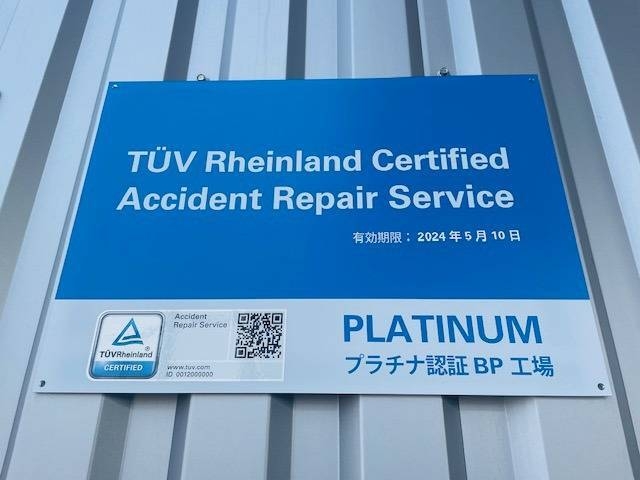 TÜV Rheinland Certified
Accident Repair Service
有効期限： 2024 年 5 月 10 日
TÜVRheinland
CERTIFIED
Accident
Repair Service
www.tuv.com
ID 0012000000
PLATINUM
プラチナ認証 BP 工場